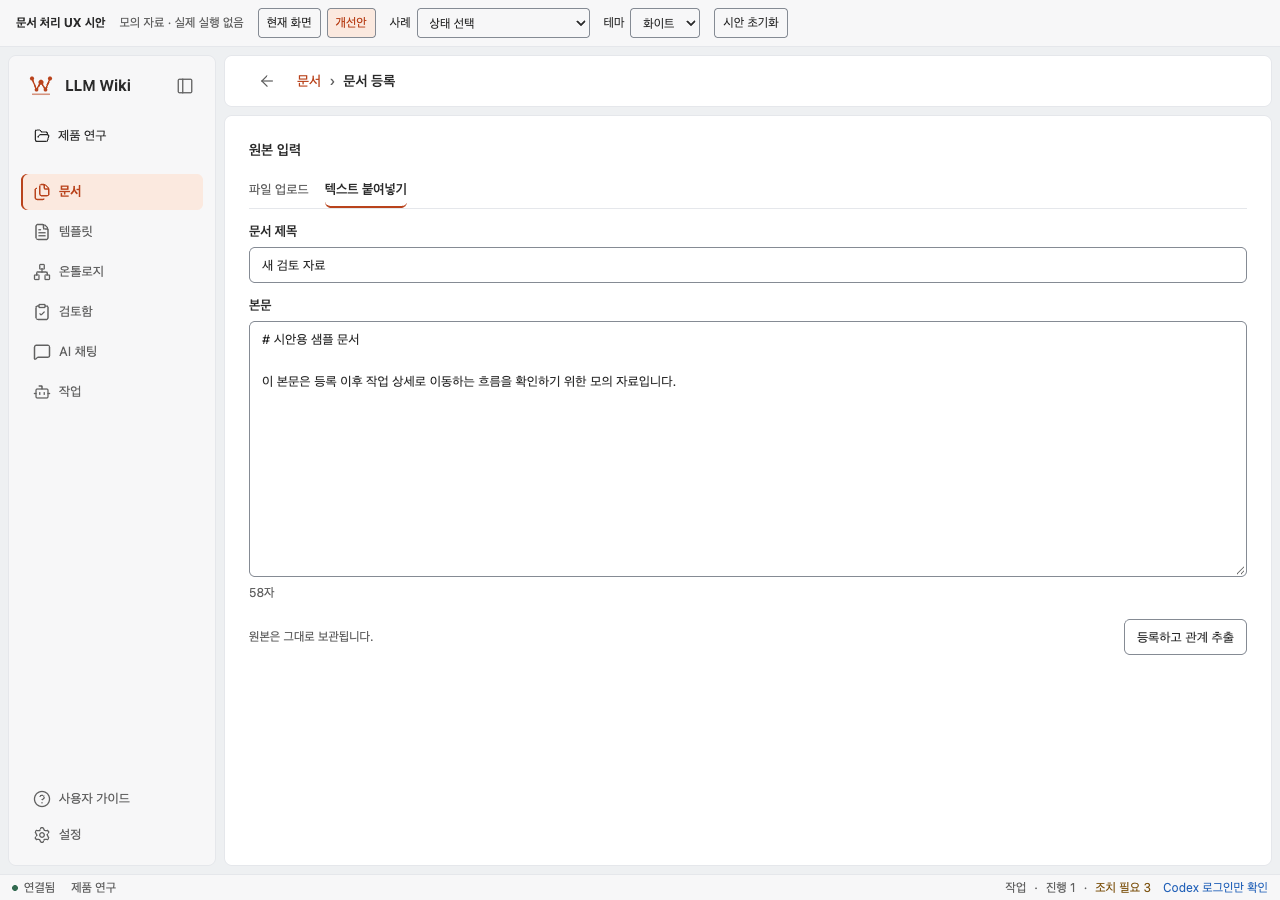 문서 처리 UX 시안 모의 자료 · 실제 실행 없음 현재 화면 개선안 사례 상태 선택 테마 화이트 시안 초기화
LLM Wiki
제품 연구
문서
템플릿
온톨로지
검토함
AI 채팅
작업
사용자 가이드
설정
문서 › 문서 등록
원본 입력
파일 업로드 텍스트 붙여넣기
문서 제목
새 검토 자료
본문
# 시안용 샘플 문서
이 본문은 등록 이후 작업 상세로 이동하는 흐름을 확인하기 위한 모의 자료입니다.
58자
원본은 그대로 보관됩니다. 등록하고 관계 추출
연결됨 제품 연구 작업 · 진행 1 · 조치 필요 3 Codex 로그인만 확인